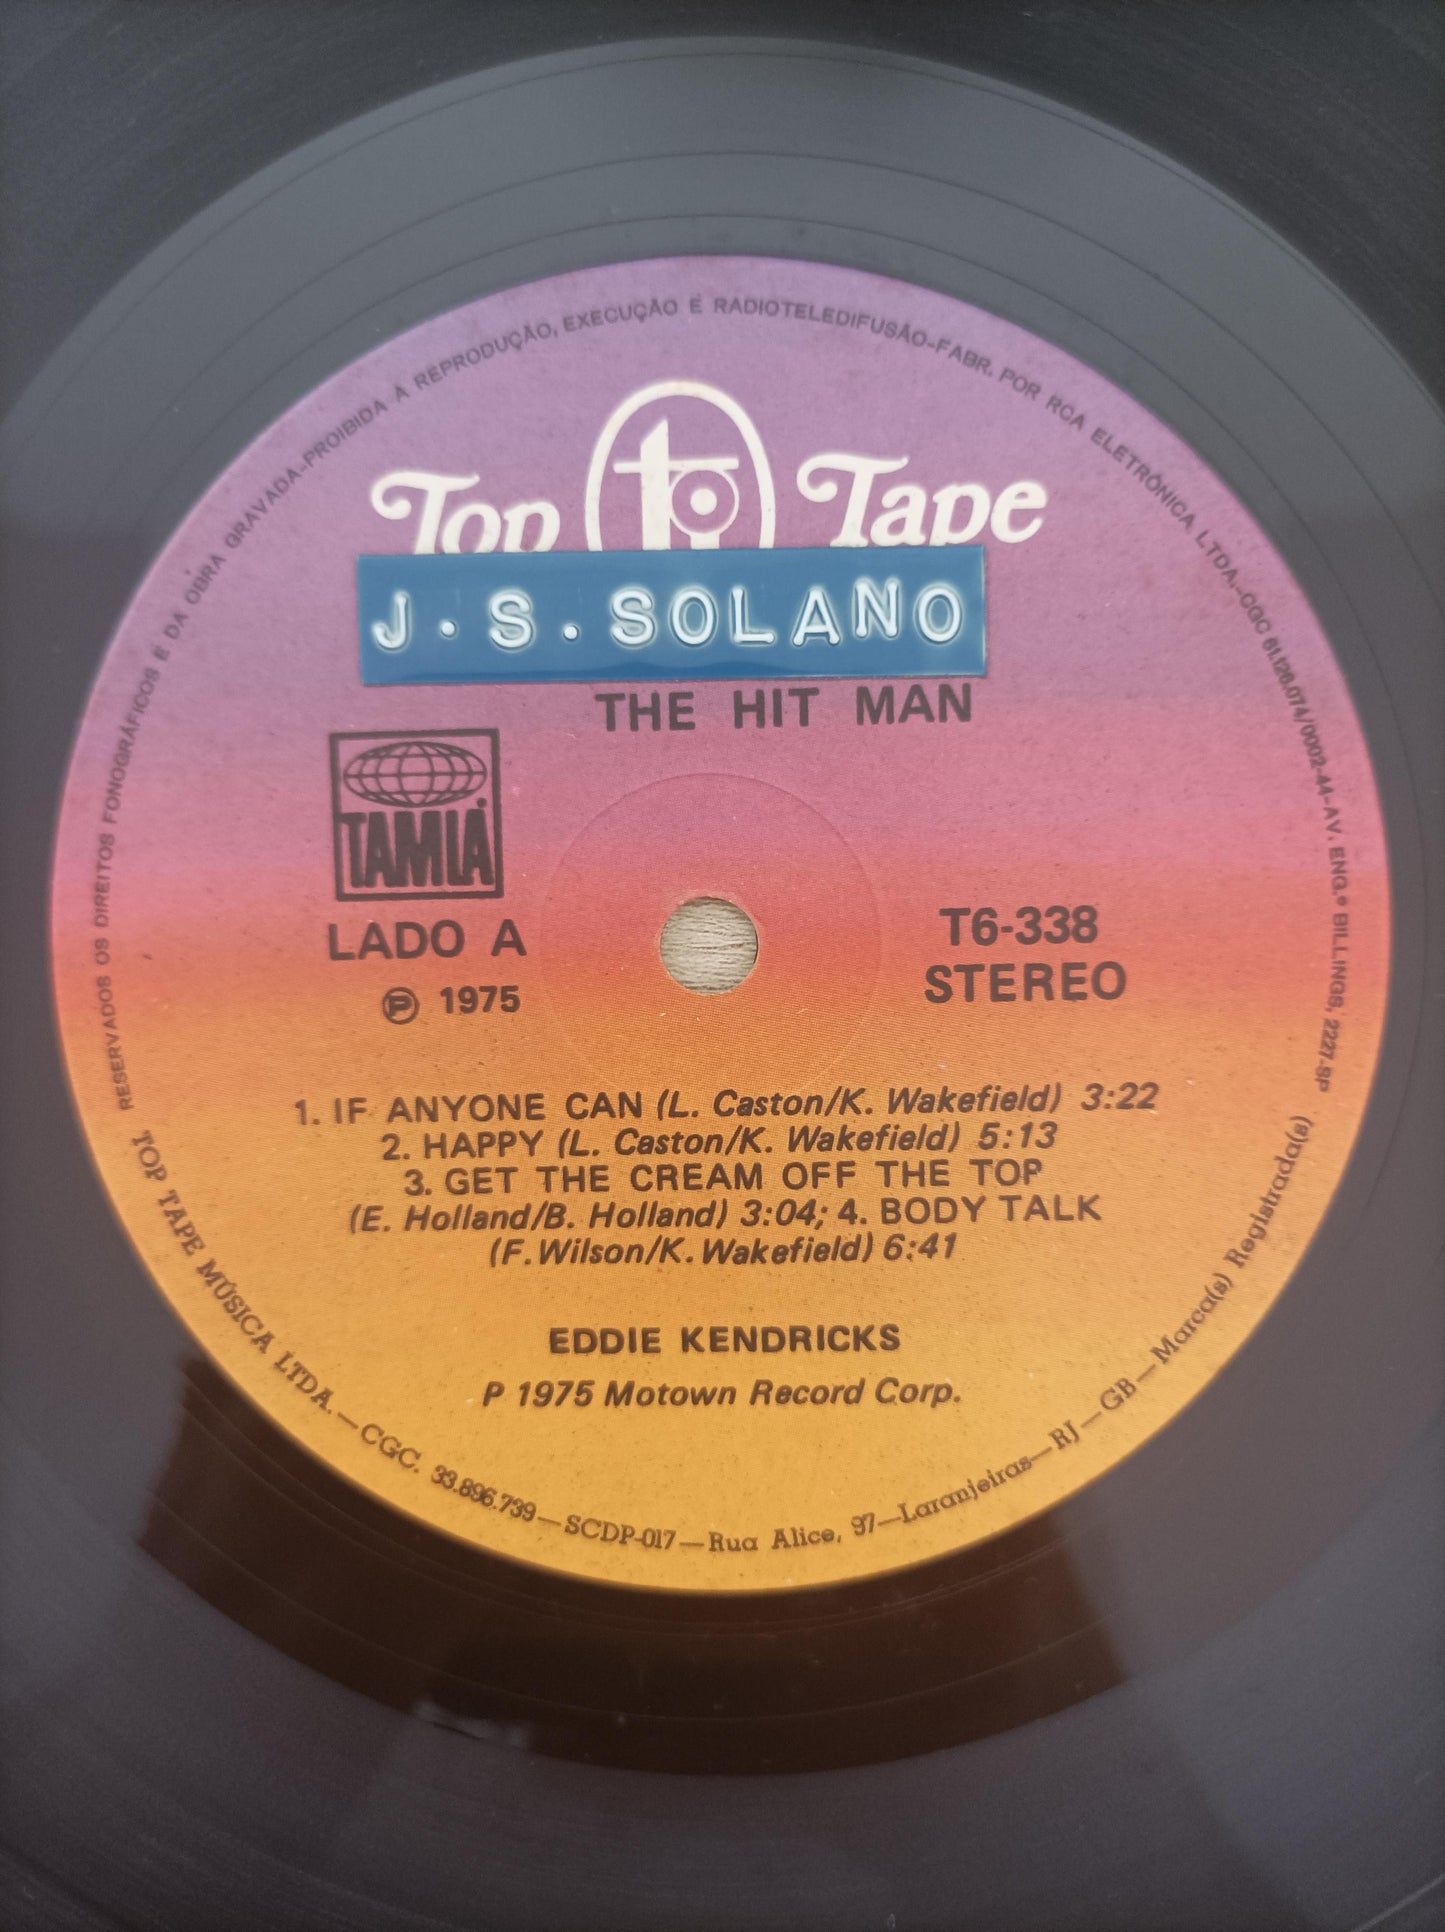 RESERVADOS OS DIREITOS FONOGRÁFICOS E DA OBRA GRAVADA-PROIBIDA A REPRODUÇÃO, EXECUÇÃO E RADIOTELEDIFUSÃO-FABR. POR RCA ELETRÔNICA LTDA.-CGC 61.126.074/0002-44-AV. ENG.º BILLINGS, 2227-SP
Top Tape
J.S.SOLANO
THE HIT MAN
TAMLA
LADO A
℗ 1975
T6-338
STEREO
1. IF ANYONE CAN (L. Caston/K. Wakefield) 3:22
2. HAPPY (L. Caston/K. Wakefield) 5:13
3. GET THE CREAM OFF THE TOP
(E. Holland/B. Holland) 3:04; 4. BODY TALK
(F. Wilson/K. Wakefield) 6:41
EDDIE KENDRICKS
P 1975 Motown Record Corp.
TOP TAPE MÚSICA LTDA.—CGC. 33.896.739—SCDP-017—Rua Alice, 97—Laranjeiras—RJ—GB—Marca(s) Registrada(s)